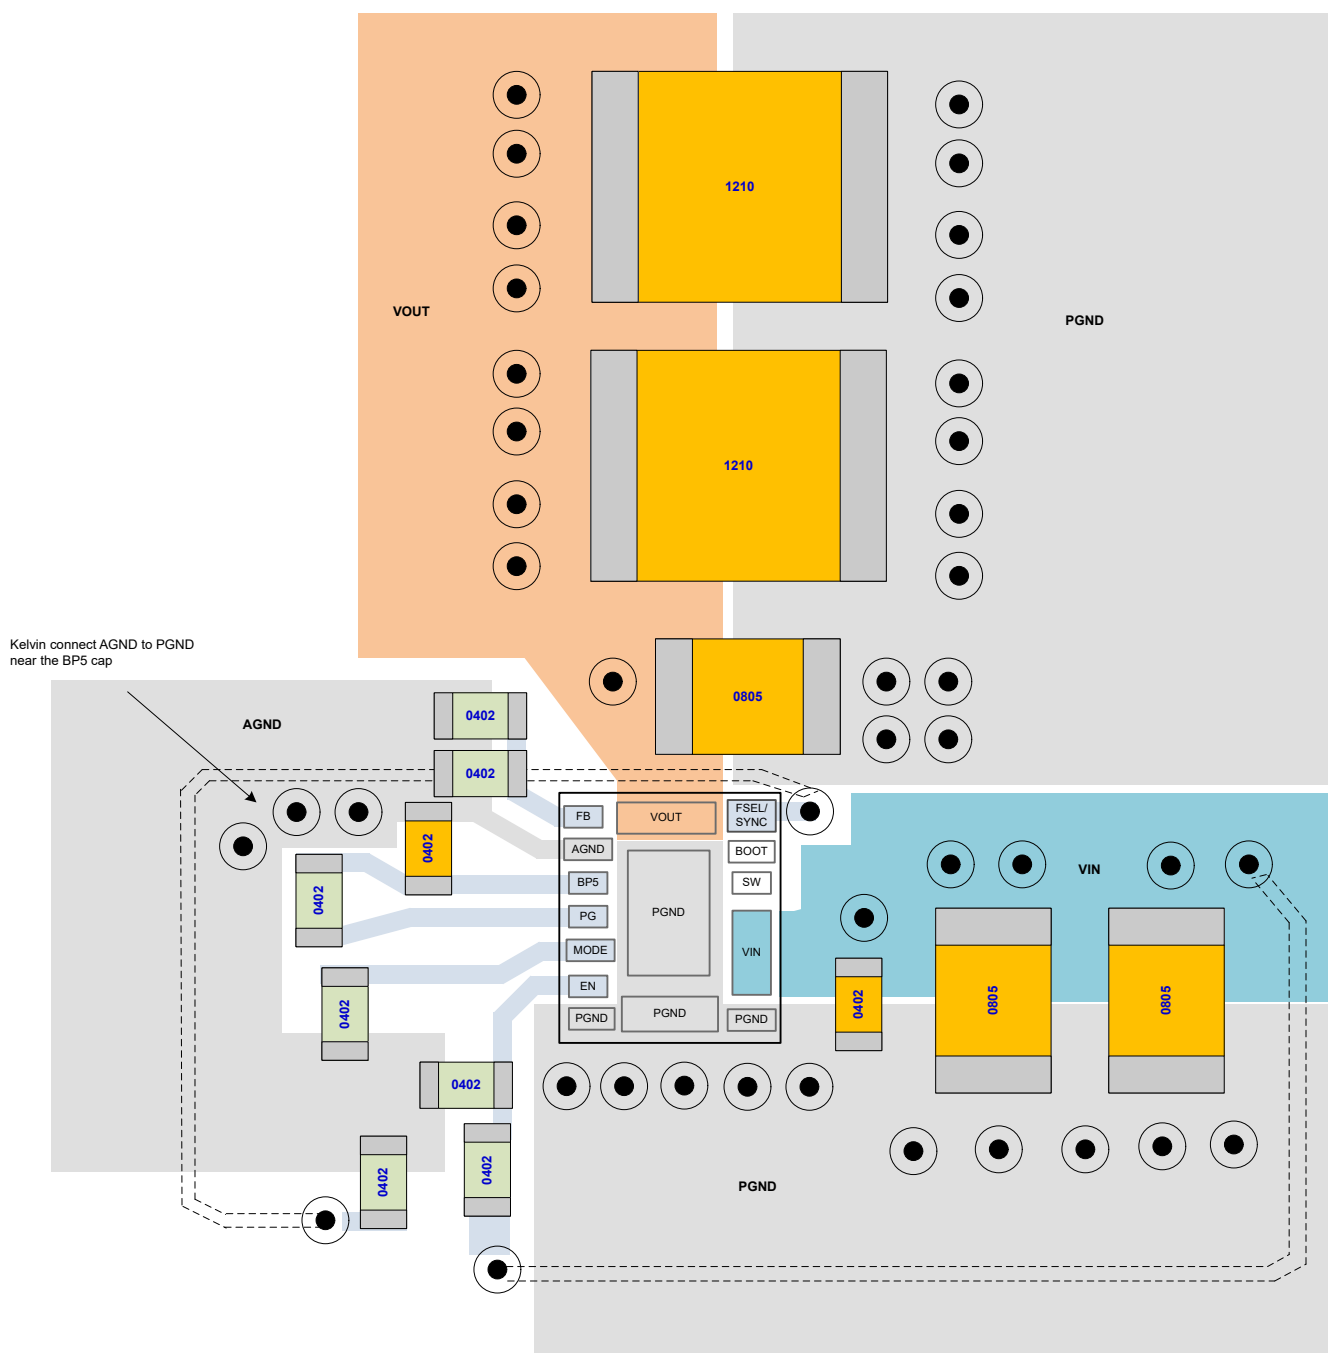 1210
VOUT
PGND
1210
Kelvin connect AGND to PGND
near the BP5 cap
0805
0402
AGND
0402
FB
VOUT
FSEL/
SYNC
0402
AGND
BOOT
VIN
BP5
SW
0402
PG
PGND
MODE
VIN
EN
0402
0402
0805
0805
PGND
PGND
PGND
0402
0402
0402
PGND